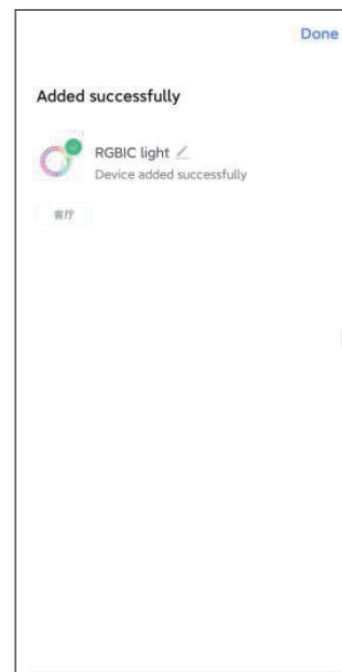 Done
Added successfully
RGBIC light
Device added successfully
客厅